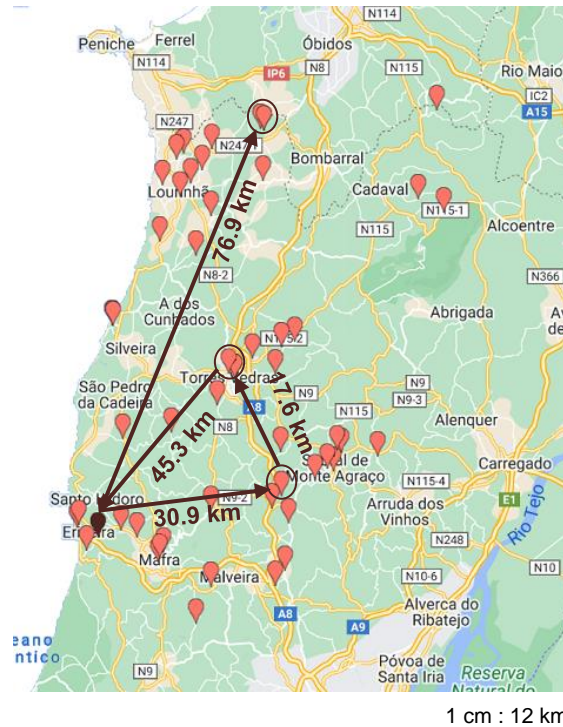 N114
Peniche
Ferrel
Óbidos
N114
IP6
N8
N115
Rio Maio
IC2
A15
N247
N247-1
Bombarral
Lourinhã
Cadaval
N115-1
Alcoentre
76.9 km
N115
N8-2
N366
A dos
Cunhados
Abrigada
Silveira
N115-2
Torres Vedras
17.6 km
São Pedro
da Cadeira
A8
N9
N9
N9-3
N115
N8
45.3 km
Alenquer
Sobral de
Monte Agraço
Carregado
Santo Isidoro
N9-2
N115-4
E1
30.9 km
Arruda dos
Vinhos
Ericeira
Rio Tejo
Mafra
N248
N10
Malveira
N10-6
A8
Alverca do
Ribatejo
A9
eano
ntico
N9
Póvoa de
Santa Iria
Reserva
Natural do
1 cm : 12 km